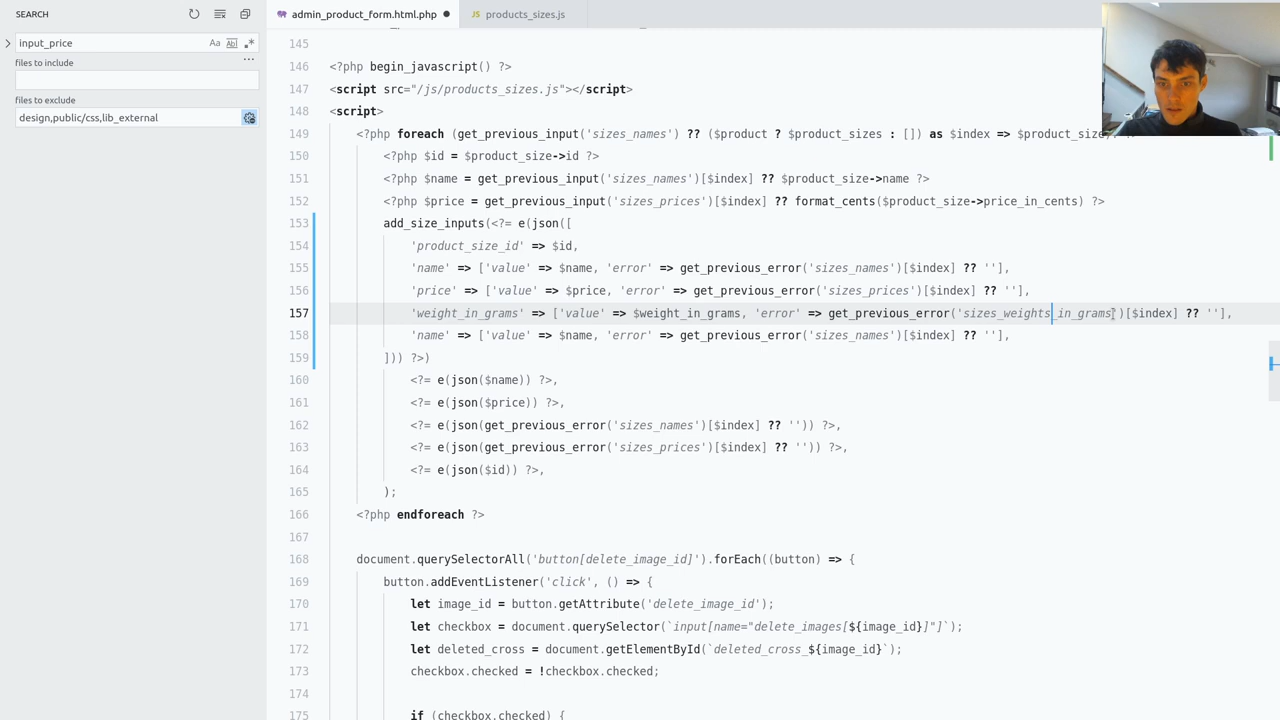 SEARCH
admin_product_form.html.php
JS products_sizes.js
input_price
Aa Abl .*
files to include
...
files to exclude
design,public/css,lib_external
145
146 <?php begin_javascript() ?>
147 <script src="/js/products_sizes.js"></script>
148 <script>
149 <?php foreach (get_previous_input('sizes_names') ?? ($product ? $product_sizes : []) as $index => $product_size): ?>
150 <?php $id = $product_size->id ?>
151 <?php $name = get_previous_input('sizes_names')[$index] ?? $product_size->name ?>
152 <?php $price = get_previous_input('sizes_prices')[$index] ?? format_cents($product_size->price_in_cents) ?>
153 add_size_inputs(<?= e(json([
154 'product_size_id' => $id,
155 'name' => ['value' => $name, 'error' => get_previous_error('sizes_names')[$index] ?? ''],
156 'price' => ['value' => $price, 'error' => get_previous_error('sizes_prices')[$index] ?? ''],
157 'weight_in_grams' => ['value' => $weight_in_grams, 'error' => get_previous_error('sizes_weights_in_grams')[$index] ?? ''],
158 'name' => ['value' => $name, 'error' => get_previous_error('sizes_names')[$index] ?? ''],
159 ])) ?>)
160 <?= e(json($name)) ?>,
161 <?= e(json($price)) ?>,
162 <?= e(json(get_previous_error('sizes_names')[$index] ?? '')) ?>,
163 <?= e(json(get_previous_error('sizes_prices')[$index] ?? '')) ?>,
164 <?= e(json($id)) ?>,
165 );
166 <?php endforeach ?>
167
168 document.querySelectorAll('button[delete_image_id]').forEach((button) => {
169 button.addEventListener('click', () => {
170 let image_id = button.getAttribute('delete_image_id');
171 let checkbox = document.querySelector(`input[name="delete_images[${image_id}]"]`);
172 let deleted_cross = document.getElementById(`deleted_cross_${image_id}`);
173 checkbox.checked = !checkbox.checked;
174
175 if (checkbox.checked) {